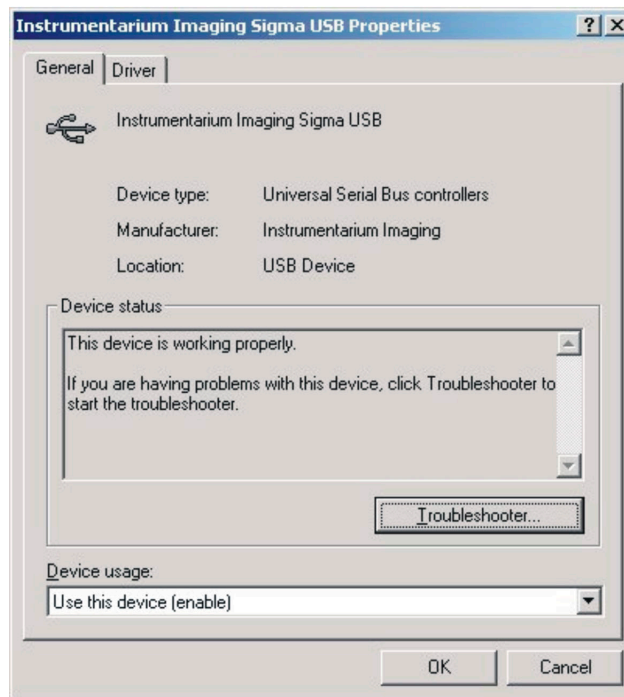 Instrumentarium Imaging Sigma USB Properties
General Driver
Instrumentarium Imaging Sigma USB
Device type: Universal Serial Bus controllers
Manufacturer: Instrumentarium Imaging
Location: USB Device
Device status
This device is working properly.
If you are having problems with this device, click Troubleshooter to
start the troubleshooter.
Troubleshooter...
Device usage:
Use this device (enable)
OK Cancel